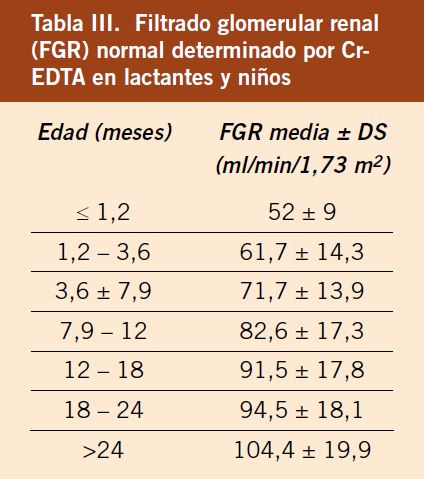 Tabla III. Filtrado glomerular renal
(FGR) normal determinado por Cr-
EDTA en lactantes y niños
Edad (meses) FGR media ± DS
(ml/min/1,73 m²)
≤ 1,2 52 ± 9
1,2 – 3,6 61,7 ± 14,3
3,6 ± 7,9 71,7 ± 13,9
7,9 – 12 82,6 ± 17,3
12 – 18 91,5 ± 17,8
18 – 24 94,5 ± 18,1
>24 104,4 ± 19,9